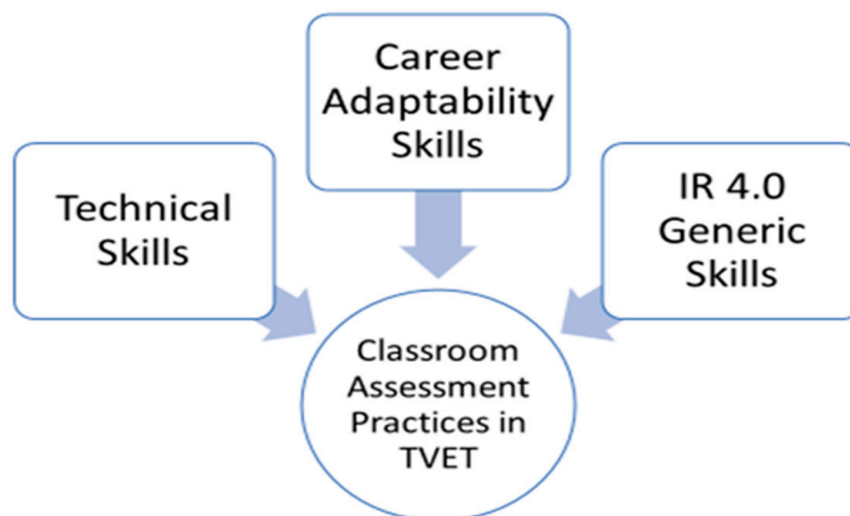 Career
Adaptability
Skills
Technical
Skills
IR 4.0
Generic
Skills
Classroom
Assessment
Practices in
TVET